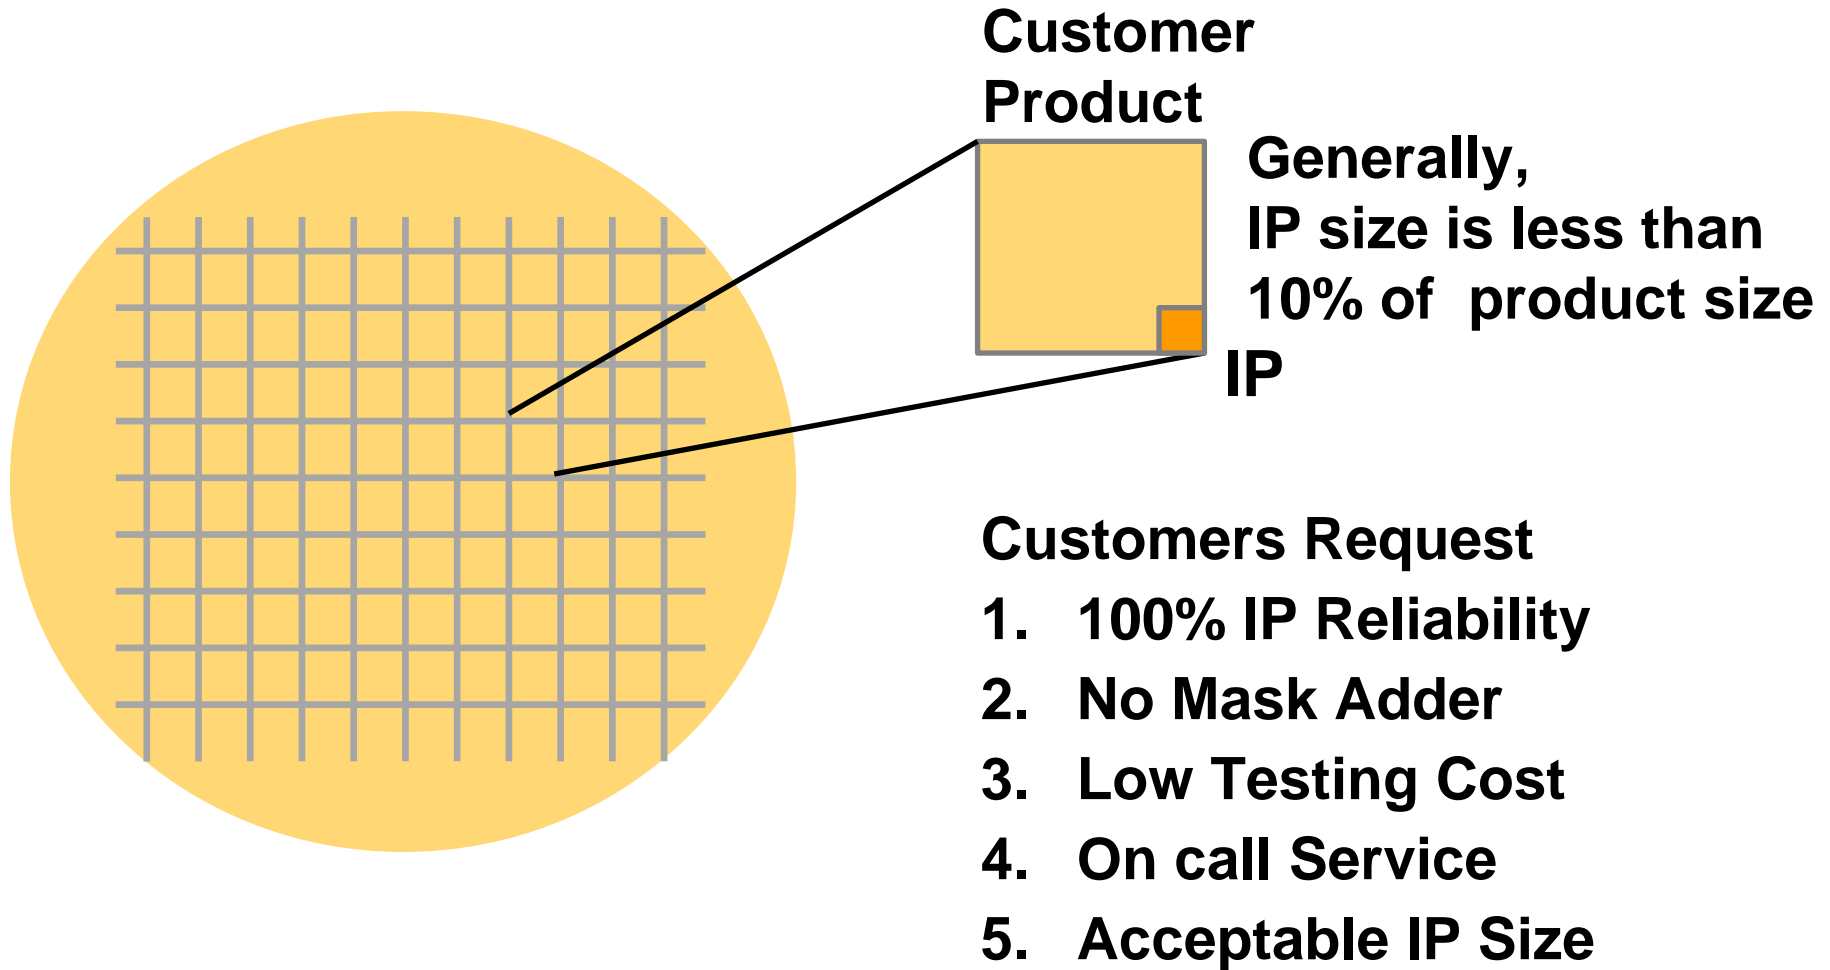 Customer
Product
Generally,
IP size is less than
10% of product size
IP
Customers Request
1. 100% IP Reliability
2. No Mask Adder
3. Low Testing Cost
4. On call Service
5. Acceptable IP Size